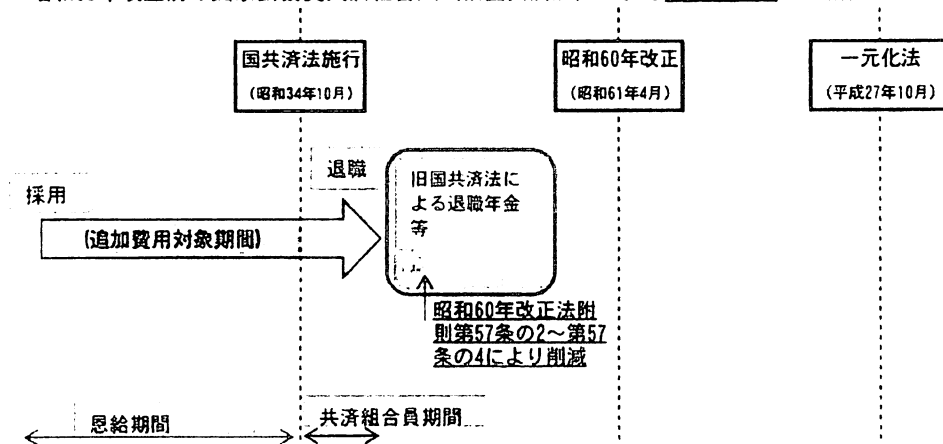 国共済法施行
(昭和34年10月)
昭和60年改正
(昭和61年4月)
一元化法
(平成27年10月)
採用
退職
(追加費用対象期間)
旧国共済法に
よる退職年金
等
昭和60年改正法附
則第57条の2～第57
条の4により削減
恩給期間
共済組合員期間